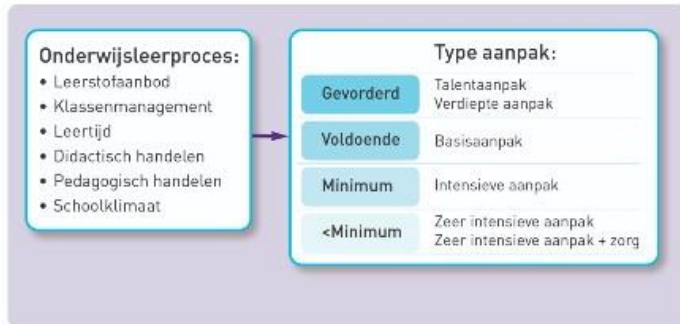 Onderwijsleerproces:
• Leerstofaanbod
• Klassenmanagement
• Leertijd
• Didactisch handelen
• Pedagogisch handelen
• Schoolklimaat
Type aanpak:
Gevorderd
Talentaanpak
Verdiepte aanpak
Voldoende
Basisaanpak
Minimum
Intensieve aanpak
<Minimum
Zeer intensieve aanpak
Zeer intensieve aanpak + zorg